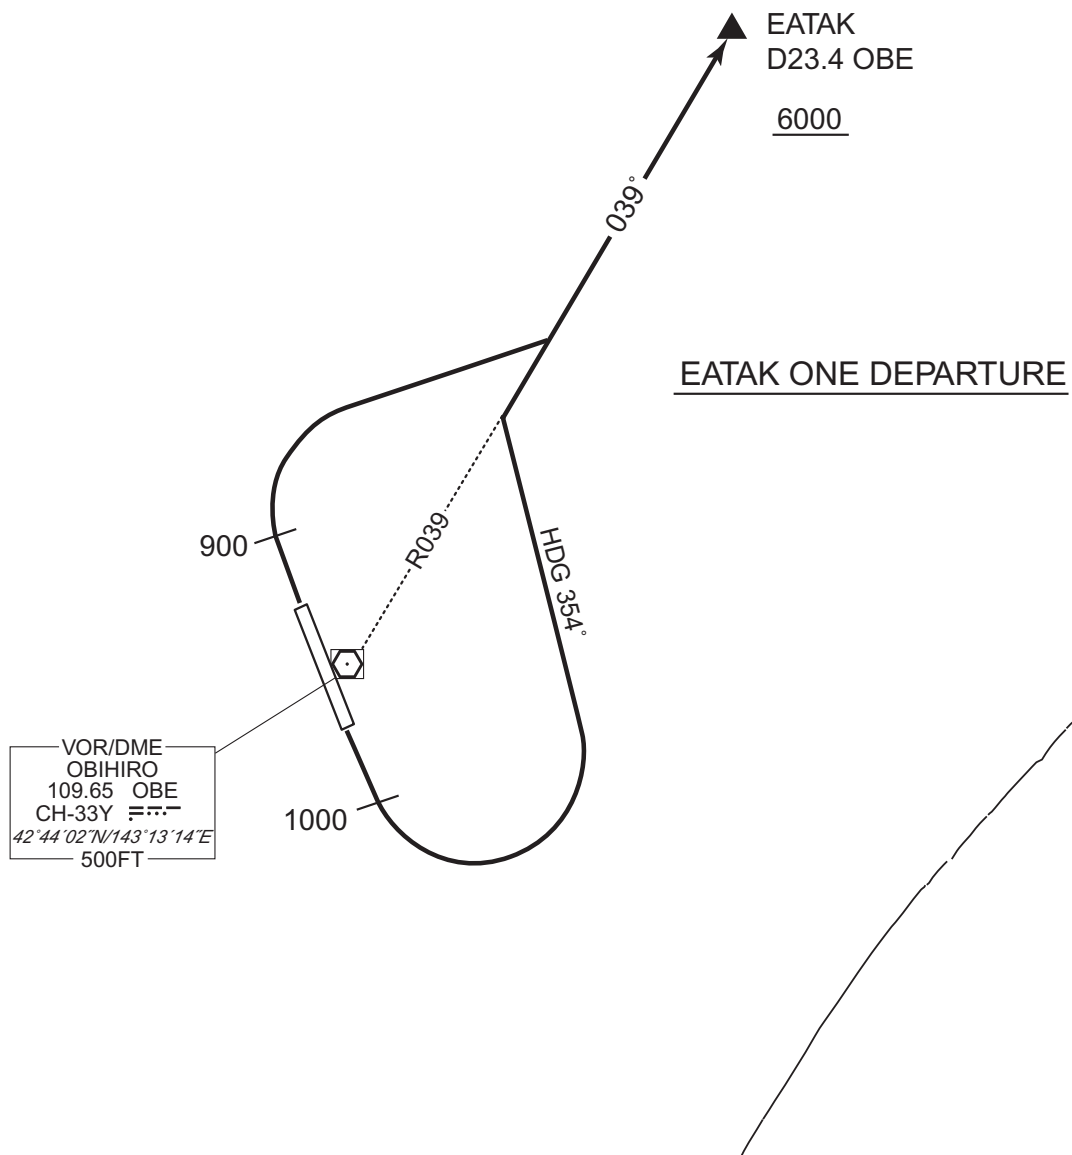 EATAK
D23.4 OBE
6000
039°
EATAK ONE DEPARTURE
R039
900
HDG 354°
VOR/DME
OBIHIRO
109.65 OBE
CH-33Y
42°44´02˝N/143°13´14˝E
500FT
1000